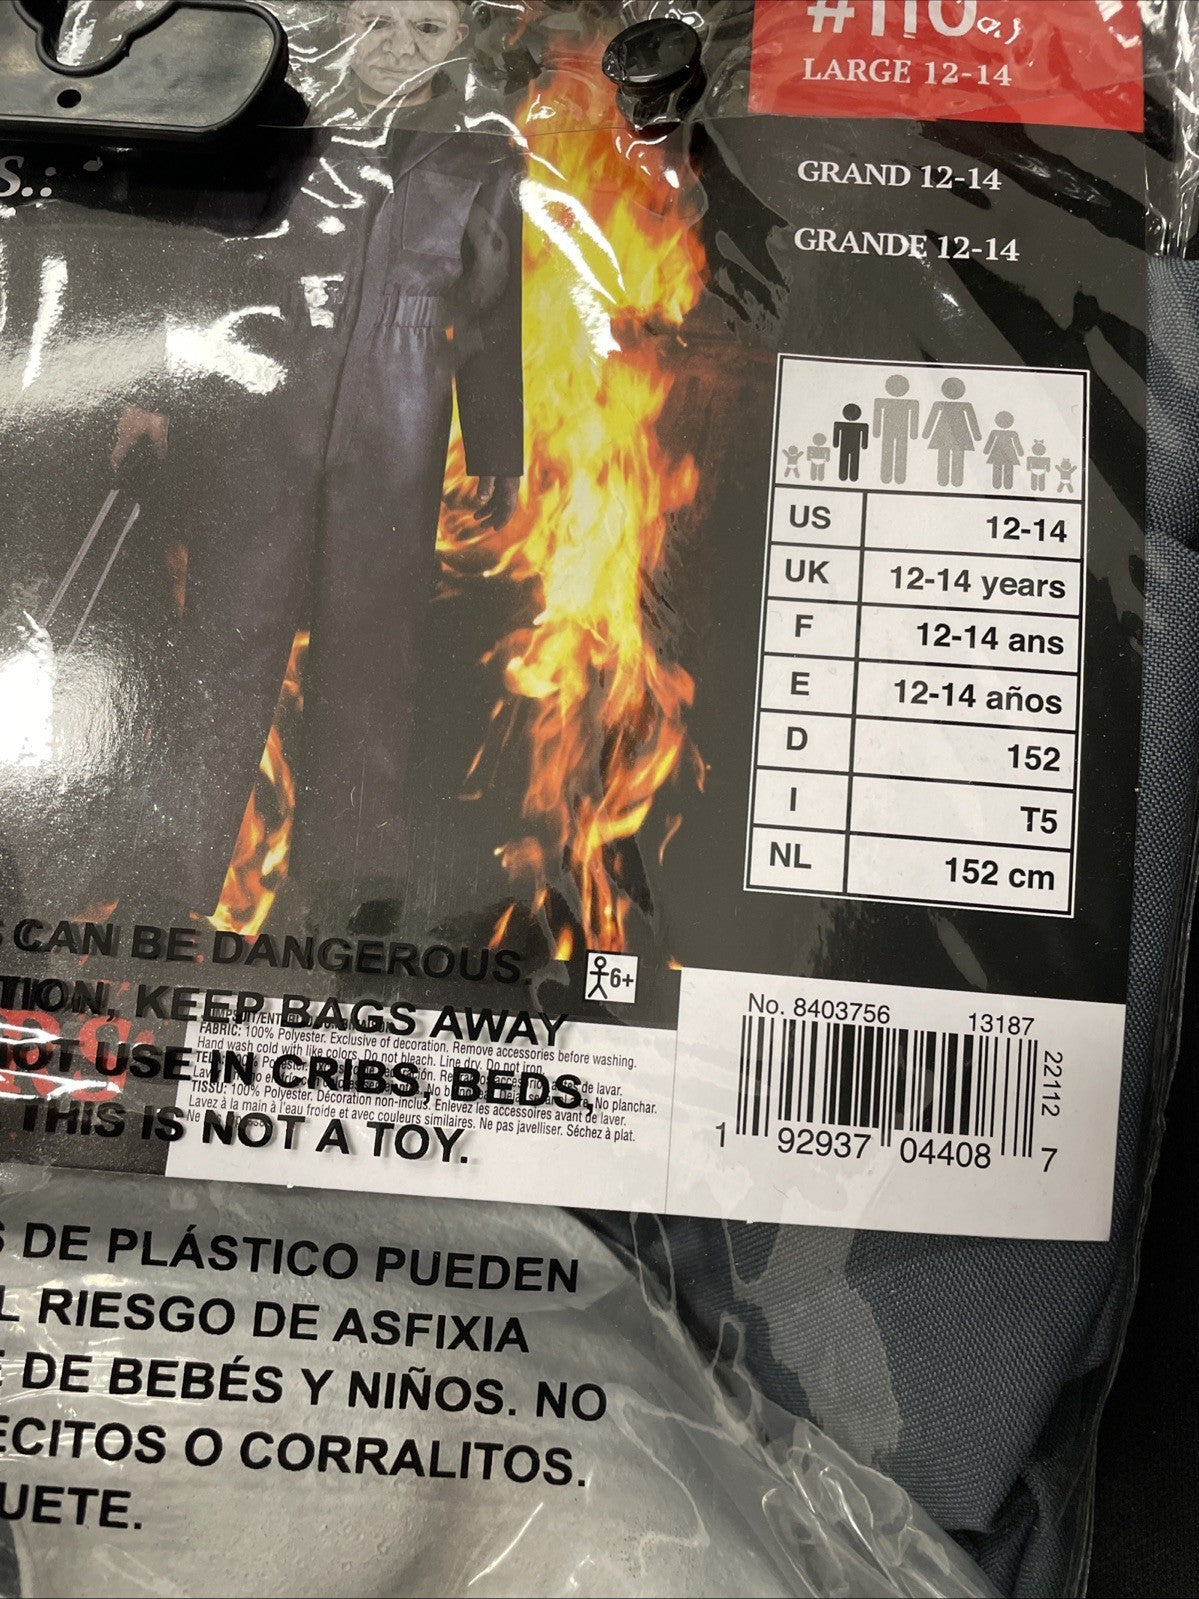 #110
LARGE 12-14
GRAND 12-14
GRANDE 12-14
US 12-14
UK 12-14 years
F 12-14 ans
E 12-14 años
D 152
I T5
NL 152 cm
CAN BE DANGEROUS.
KEEP BAGS AWAY
USE IN CRIBS, BEDS,
THIS IS NOT A TOY.
6+
FABRIC: 100% Polyester. Exclusive of decoration. Remove accessories before washing.
Hand wash cold with like colors. Do not bleach. Line dry. Do not iron.
de lavar.
No planchar.
TISSU: 100% Polyester. Décoration non-inclus. Enlevez les accessoires avant de laver.
Lavez à la main à l'eau froide et avec couleurs similaires. Ne pas javelliser. Séchez à plat.
No. 8403756
13187
22112
1 92937 04408 7
DE PLÁSTICO PUEDEN
RIESGO DE ASFIXIA
DE BEBÉS Y NIÑOS. NO
O CORRALITOS.